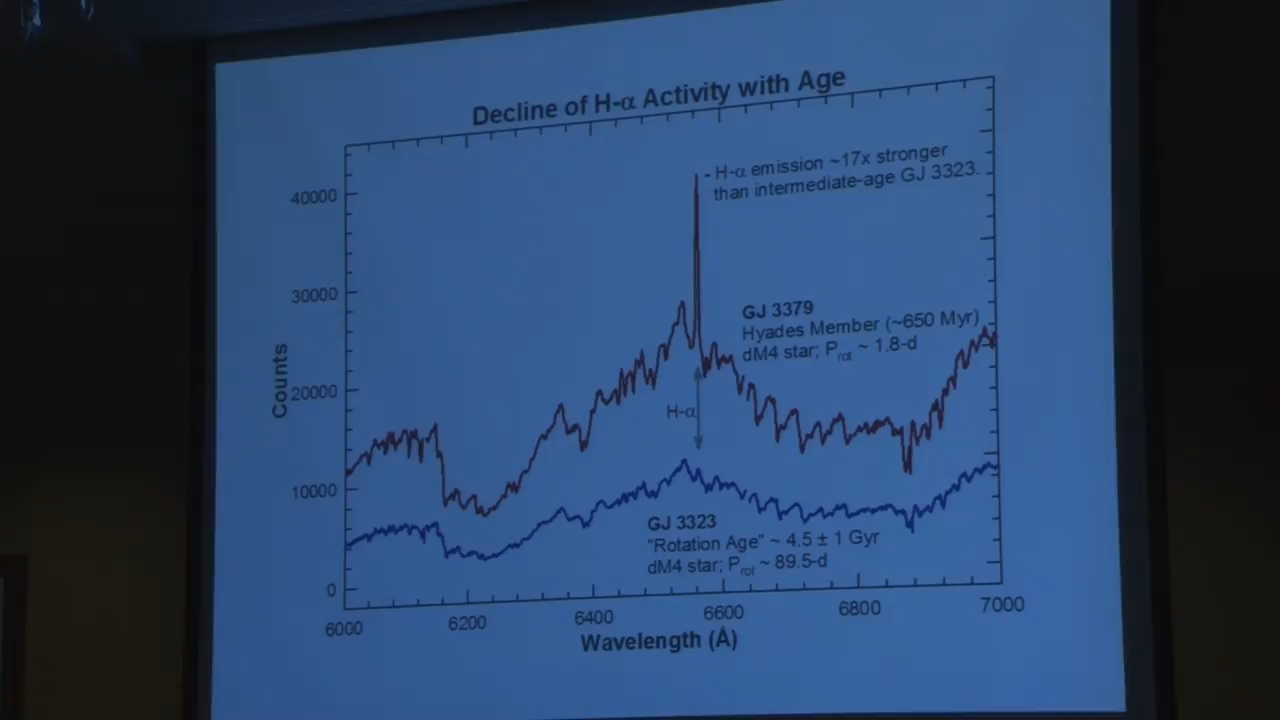 Decline of H-α Activity with Age
- H-α emission ~17x stronger
than intermediate-age GJ 3323.
40000
30000
20000
10000
0
Counts
GJ 3379
Hyades Member (~650 Myr)
dM4 star; Prot ~ 1.8-d
H-α
GJ 3323
"Rotation Age" ~ 4.5 ± 1 Gyr
dM4 star; Prot ~ 89.5-d
6000
6200
6400
6600
6800
7000
Wavelength (Å)